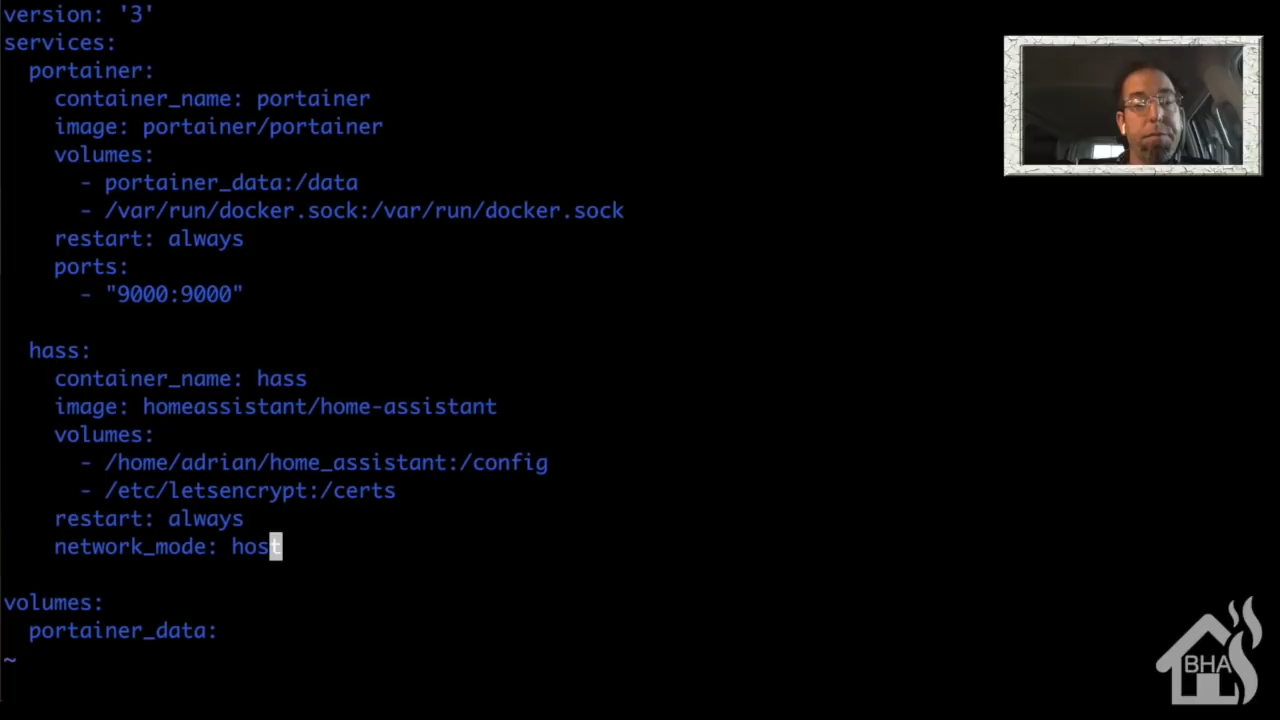 version: '3'
services:
  portainer:
    container_name: portainer
    image: portainer/portainer
    volumes:
      - portainer_data:/data
      - /var/run/docker.sock:/var/run/docker.sock
    restart: always
    ports:
      - "9000:9000"
  hass:
    container_name: hass
    image: homeassistant/home-assistant
    volumes:
      - /home/adrian/home_assistant:/config
      - /etc/letsencrypt:/certs
    restart: always
    network_mode: host
volumes:
  portainer_data:
~
BHA